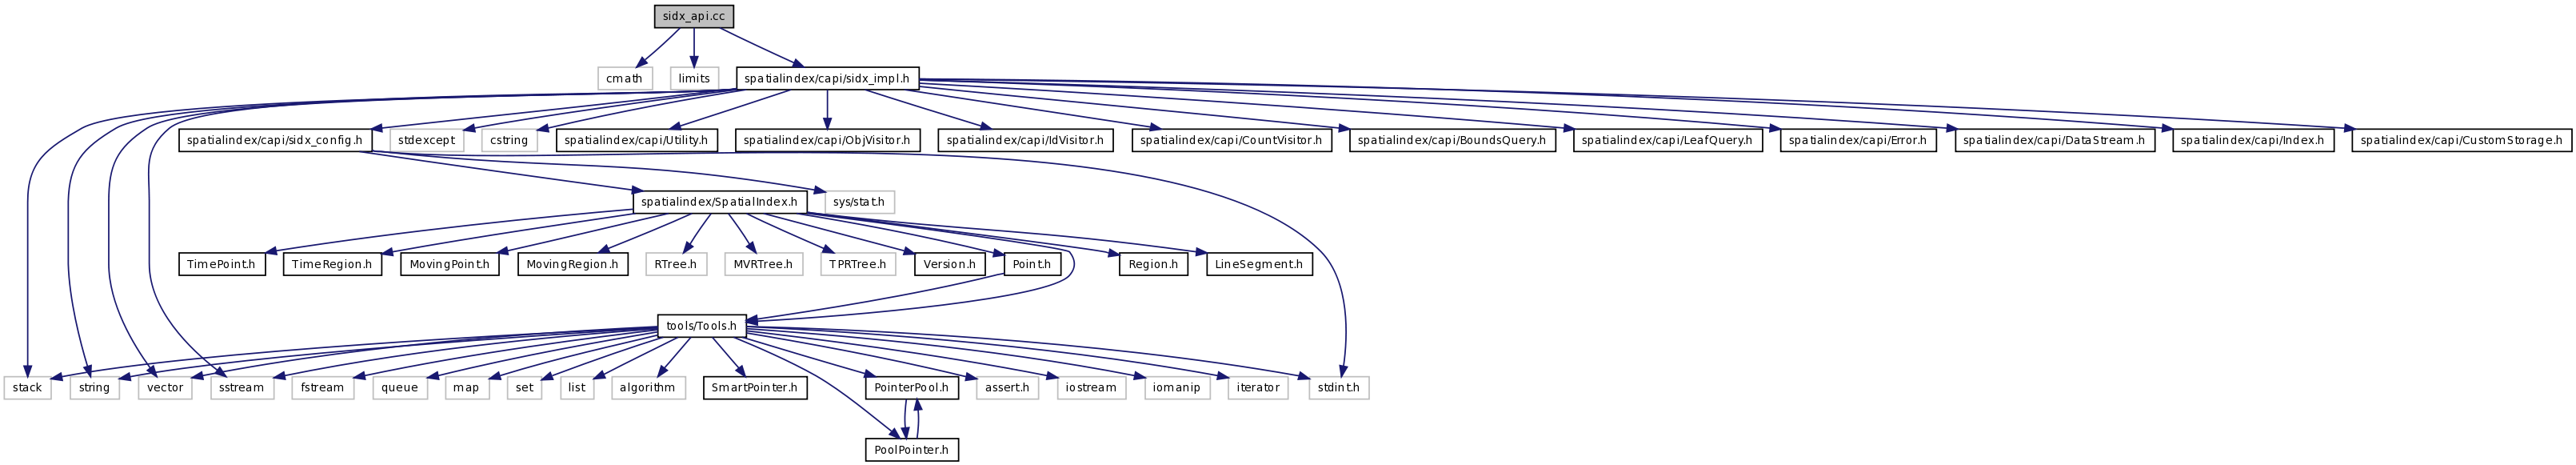 sidx_api.cc
cmath
limits
spatialindex/capi/sidx_impl.h
spatialindex/capi/sidx_config.h
stdexcept
cstring
spatialindex/capi/Utility.h
spatialindex/capi/ObjVisitor.h
spatialindex/capi/IdVisitor.h
spatialindex/capi/CountVisitor.h
spatialindex/capi/BoundsQuery.h
spatialindex/capi/LeafQuery.h
spatialindex/capi/Error.h
spatialindex/capi/DataStream.h
spatialindex/capi/Index.h
spatialindex/capi/CustomStorage.h
spatialindex/SpatialIndex.h
sys/stat.h
TimePoint.h
TimeRegion.h
MovingPoint.h
MovingRegion.h
RTree.h
MVRTree.h
TPRTree.h
Version.h
Point.h
Region.h
LineSegment.h
tools/Tools.h
stack
string
vector
sstream
fstream
queue
map
set
list
algorithm
SmartPointer.h
PointerPool.h
assert.h
iostream
iomanip
iterator
stdint.h
PoolPointer.h